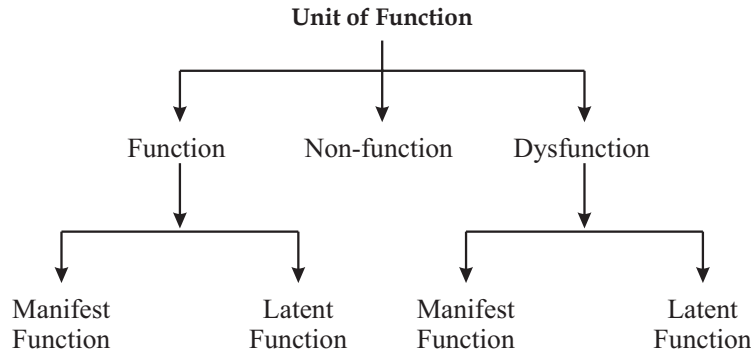 Unit of Function
Function Non-function Dysfunction
Manifest Function
Latent Function
Manifest Function
Latent Function